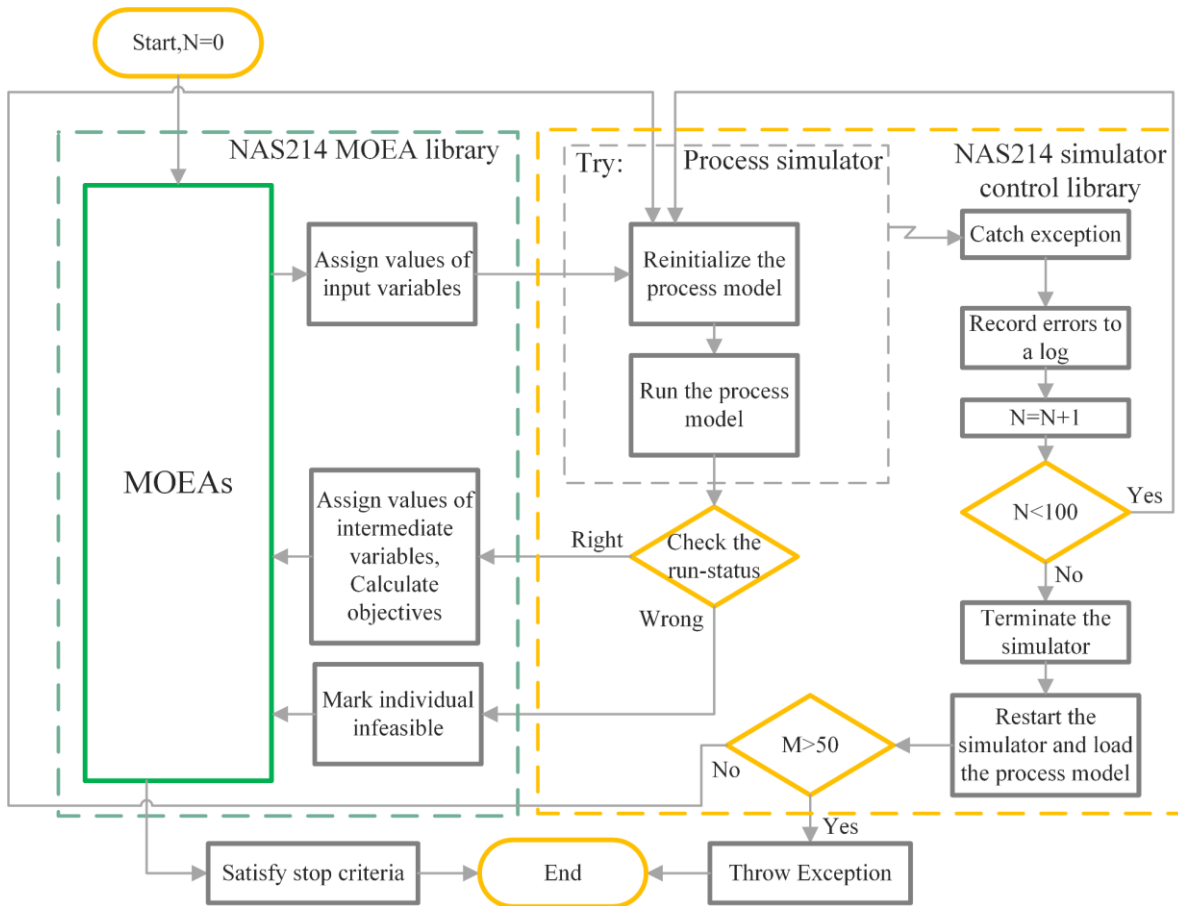 Start,N=0
NAS214 MOEA library
Try:
Process simulator
NAS214 simulator
control library
Assign values of
input variables
Reinitialize the
process model
Catch exception
Record errors to
a log
Run the process
model
N=N+1
MOEAs
Assign values of
intermediate
variables,
Calculate
objectives
Right
Check the
run-status
Wrong
N<100
Yes
No
Terminate the
simulator
Mark individual
infeasible
M>50
No
Restart the
simulator and load
the process model
Yes
Satisfy stop criteria
End
Throw Exception